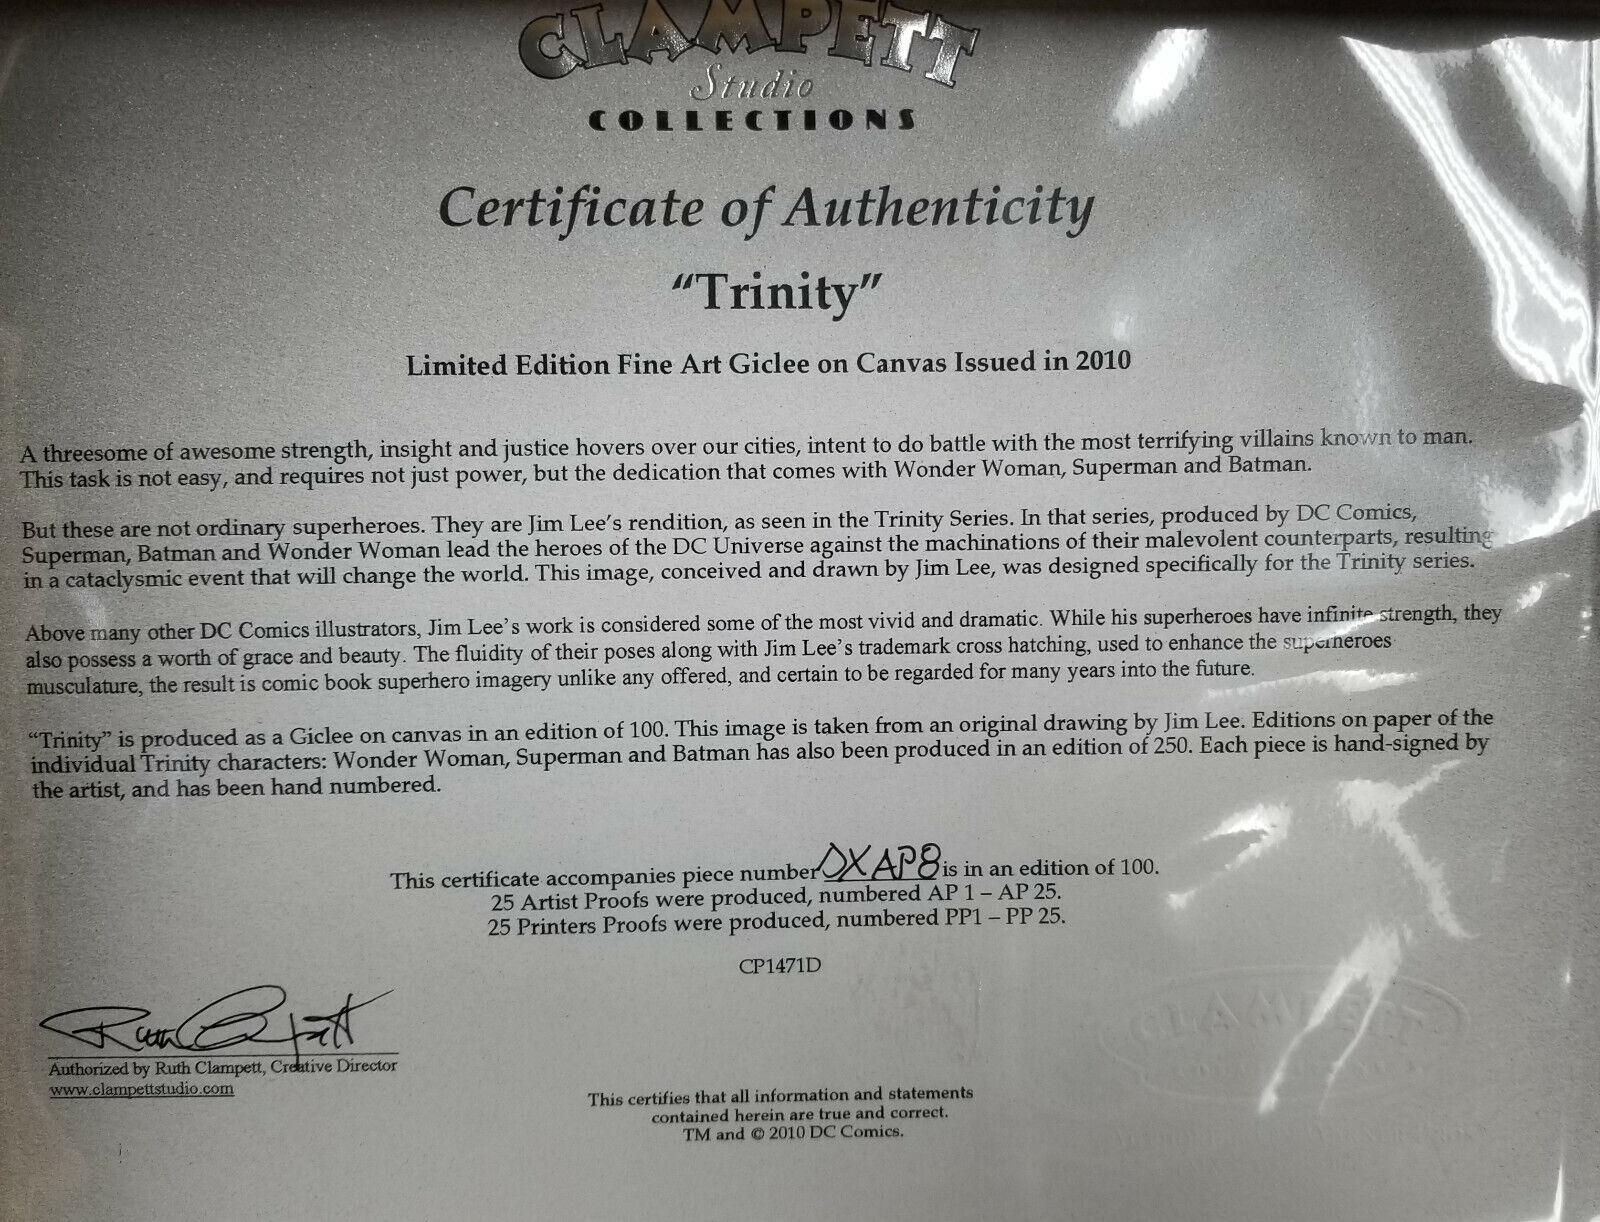 CLAMPETT
Studio
COLLECTIONS
Certificate of Authenticity
“Trinity”
Limited Edition Fine Art Giclee on Canvas Issued in 2010
A threesome of awesome strength, insight and justice hovers over our cities, intent to do battle with the most terrifying villains known to man.
This task is not easy, and requires not just power, but the dedication that comes with Wonder Woman, Superman and Batman.
But these are not ordinary superheroes. They are Jim Lee’s rendition, as seen in the Trinity Series. In that series, produced by DC Comics,
Superman, Batman and Wonder Woman lead the heroes of the DC Universe against the machinations of their malevolent counterparts, resulting
in a cataclysmic event that will change the world. This image, conceived and drawn by Jim Lee, was designed specifically for the Trinity series.
Above many other DC Comics illustrators, Jim Lee’s work is considered some of the most vivid and dramatic. While his superheroes have infinite strength, they
also possess a worth of grace and beauty. The fluidity of their poses along with Jim Lee’s trademark cross hatching, used to enhance the superheroes
musculature, the result is comic book superhero imagery unlike any offered, and certain to be regarded for many years into the future.
“Trinity” is produced as a Giclee on canvas in an edition of 100. This image is taken from an original drawing by Jim Lee. Editions on paper of the
individual Trinity characters: Wonder Woman, Superman and Batman has also been produced in an edition of 250. Each piece is hand-signed by
the artist, and has been hand numbered.
This certificate accompanies piece number DX AP8 is in an edition of 100.
25 Artist Proofs were produced, numbered AP 1 – AP 25.
25 Printers Proofs were produced, numbered PP1 – PP 25.
CP1471D
Ruth Clampett
Authorized by Ruth Clampett, Creative Director
www.clampettstudio.com
This certifies that all information and statements
contained herein are true and correct.
TM and © 2010 DC Comics.